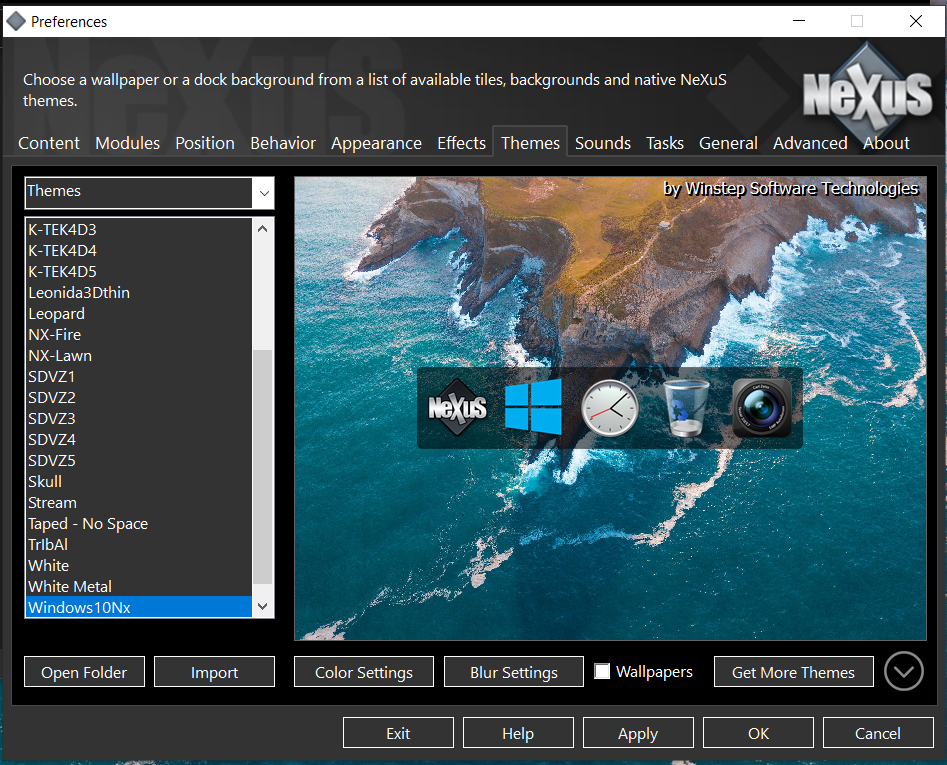 Preferences
Choose a wallpaper or a dock background from a list of available tiles, backgrounds and native NeXuS
themes.
NeXuS
Content Modules Position Behavior Appearance Effects Themes Sounds Tasks General Advanced About
Themes
by Winstep Software Technologies
K-TEK4D3
K-TEK4D4
K-TEK4D5
Leonida3Dthin
Leopard
NX-Fire
NX-Lawn
SDVZ1
SDVZ2
SDVZ3
SDVZ4
SDVZ5
Skull
Stream
Taped - No Space
TrIbAl
White
White Metal
Windows10Nx
NeXuS
Open Folder Import Color Settings Blur Settings Wallpapers Get More Themes
Exit Help Apply OK Cancel